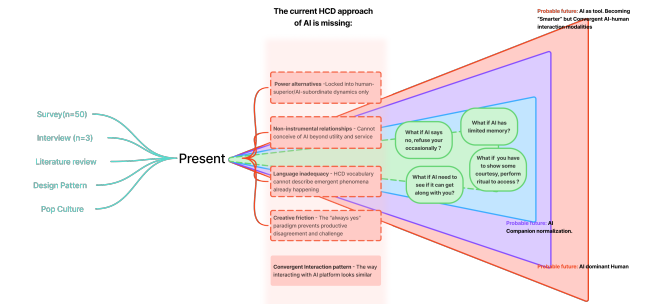 The current HCD approach
of AI is missing:
Probable future: AI as tool. Becoming
"Smarter" but Convergent AI-human
interaction modalities
Survey(n=50)
Interview (n=3)
Literature review
Design Pattern
Pop Culture
Present
Power alternatives -Locked into human-
superior/AI-subordinate dynamics only
Non-instrumental relationships - Cannot
conceive of AI beyond utility and service
Language inadequacy - HCD vocabulary
cannot describe emergent phenomena
already happening
Creative friction - The "always yes"
paradigm prevents productive
disagreement and challenge
Convergent Interaction pattern - The way
interacting with AI platform looks similar
What if AI says
no, refuse your
occasionally ?
What if AI has
limited memory?
What if you have
to show some
courtesy, perform
ritual to access ?
What if AI need to
see if it can get
along with you?
Probable future: AI
Companion normalization.
Probable future: AI dominant Human